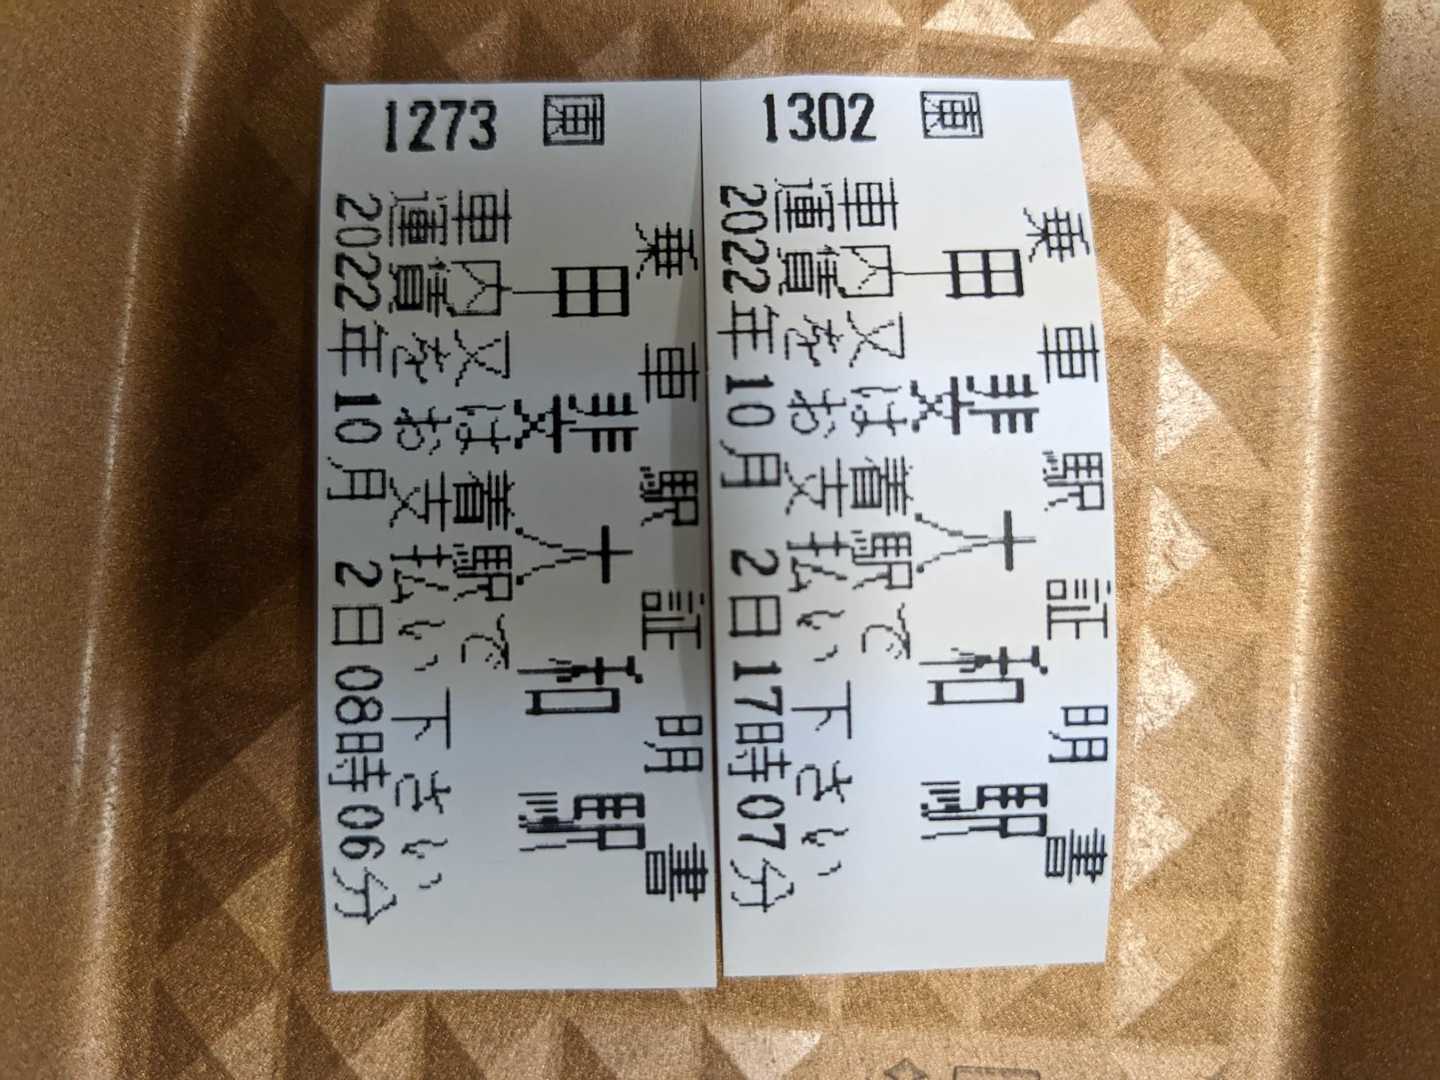 1273
東
乗車駅証明書
甲斐大和駅
車内又は着駅で
運賃をお支払い下さい
2022年10月 2日08時06分
1302
東
乗車駅証明書
甲斐大和駅
車内又は着駅で
運賃をお支払い下さい
2022年10月 2日17時07分